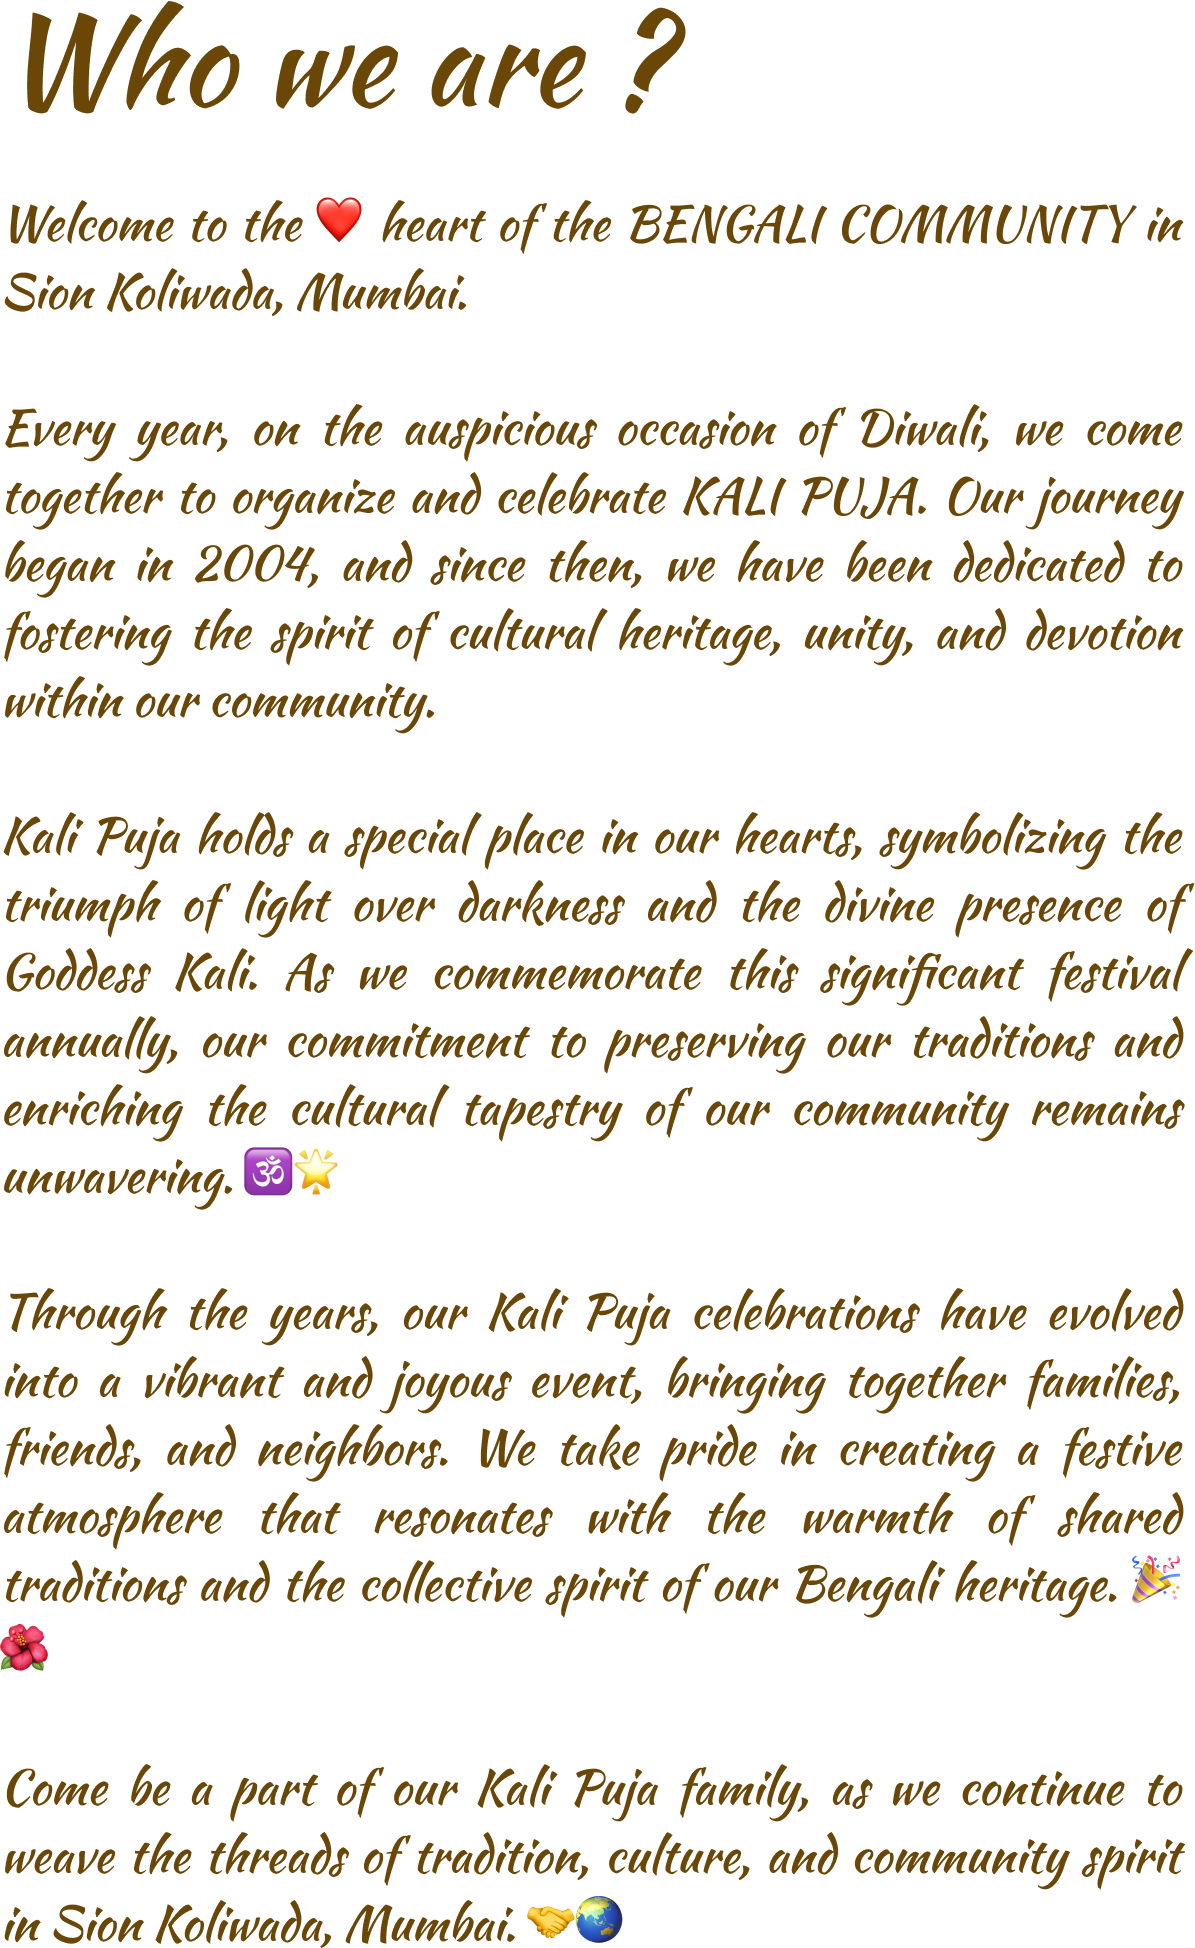 Who we are ?
Welcome to the ❤️ heart of the BENGALI COMMUNITY in
Sion Koliwada, Mumbai.
Every year, on the auspicious occasion of Diwali, we come
together to organize and celebrate KALI PUJA. Our journey
began in 2004, and since then, we have been dedicated to
fostering the spirit of cultural heritage, unity, and devotion
within our community.
Kali Puja holds a special place in our hearts, symbolizing the
triumph of light over darkness and the divine presence of
Goddess Kali. As we commemorate this significant festival
annually, our commitment to preserving our traditions and
enriching the cultural tapestry of our community remains
unwavering. 🕉️🌟
Through the years, our Kali Puja celebrations have evolved
into a vibrant and joyous event, bringing together families,
friends, and neighbors. We take pride in creating a festive
atmosphere that resonates with the warmth of shared
traditions and the collective spirit of our Bengali heritage. 🎉
🌺
Come be a part of our Kali Puja family, as we continue to
weave the threads of tradition, culture, and community spirit
in Sion Koliwada, Mumbai. 🤝🌏